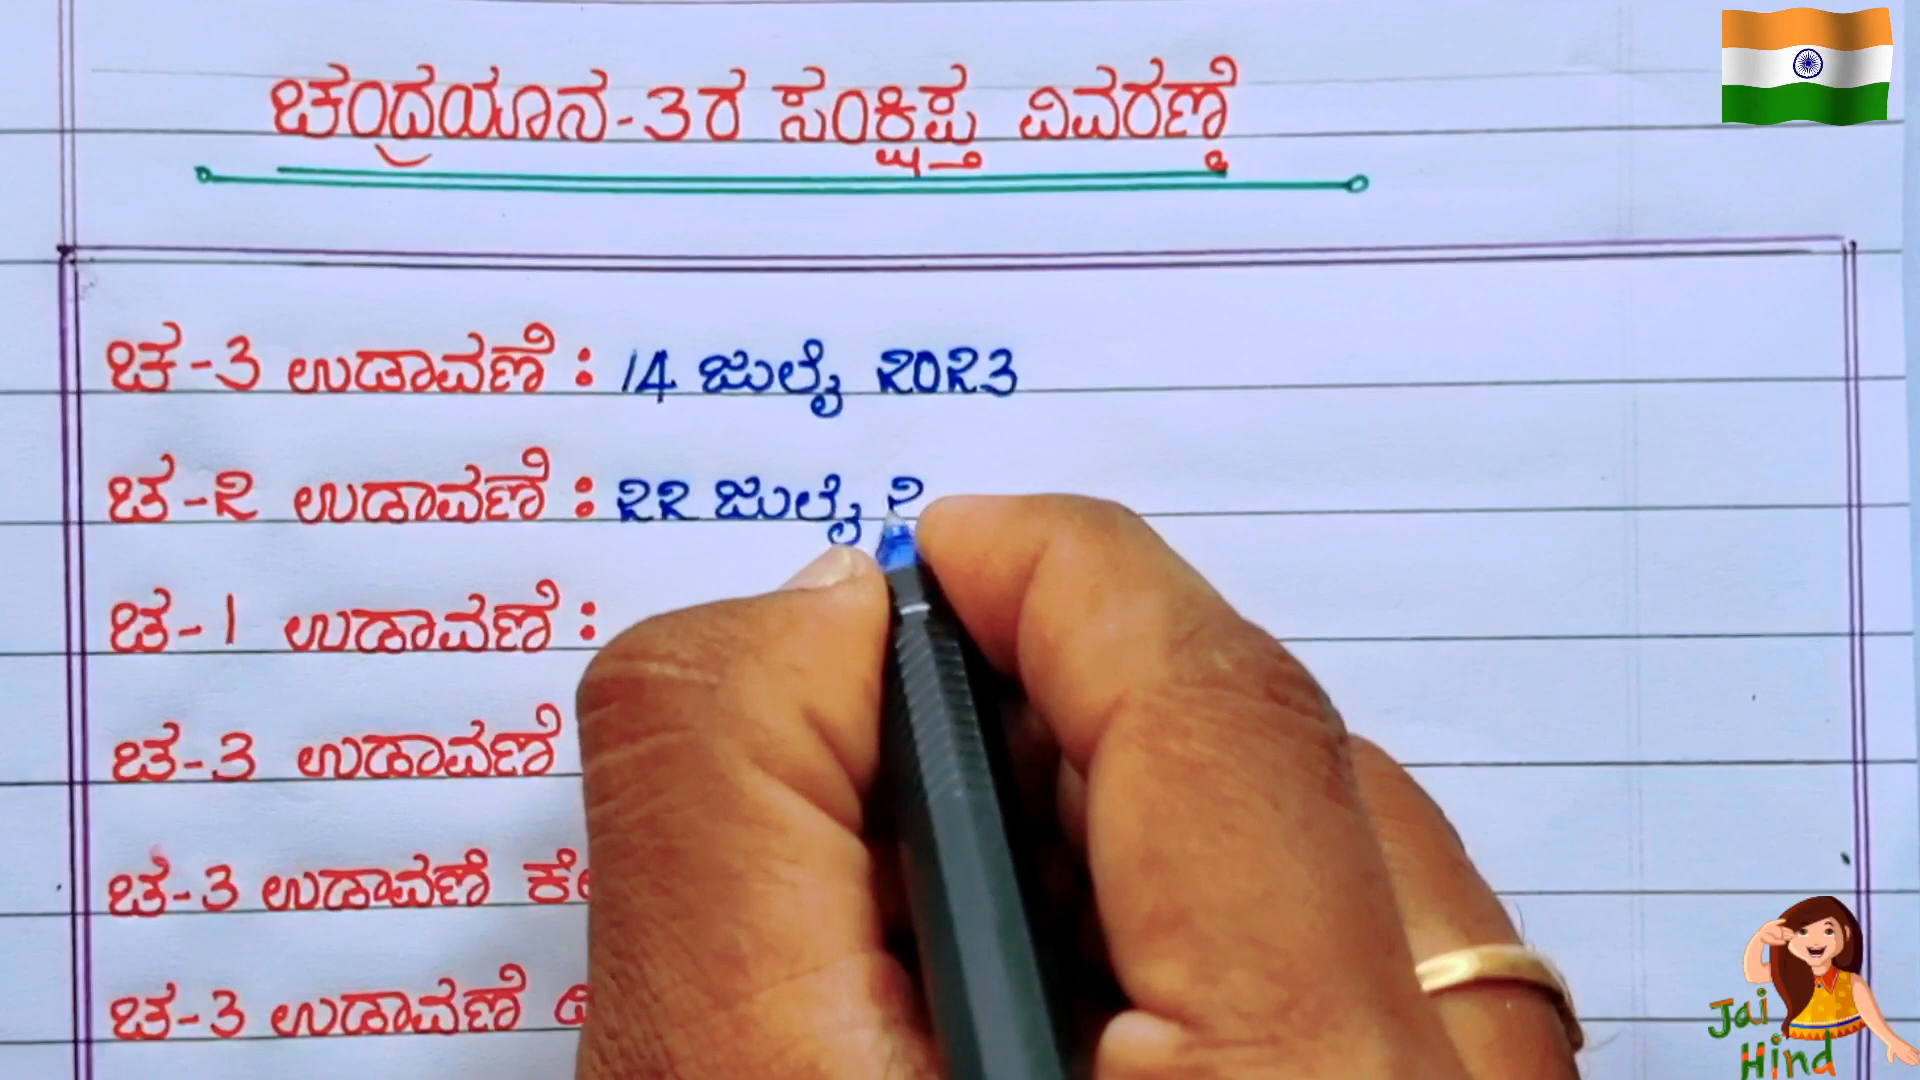 ಚಂದ್ರಯಾನ-3ರ ಸಂಕ್ಷಿಪ್ತ ವಿವರಣೆ
ಚ-3 ಉಡಾವಣೆ : 14 ಜುಲೈ 2023
ಚ-2 ಉಡಾವಣೆ : 22 ಜುಲೈ 2
ಚ-1 ಉಡಾವಣೆ :
ಚ-3 ಉಡಾವಣೆ
ಚ-3 ಉಡಾವಣೆ
ಚ-3 ಉಡಾವಣೆ
Jai
Hind